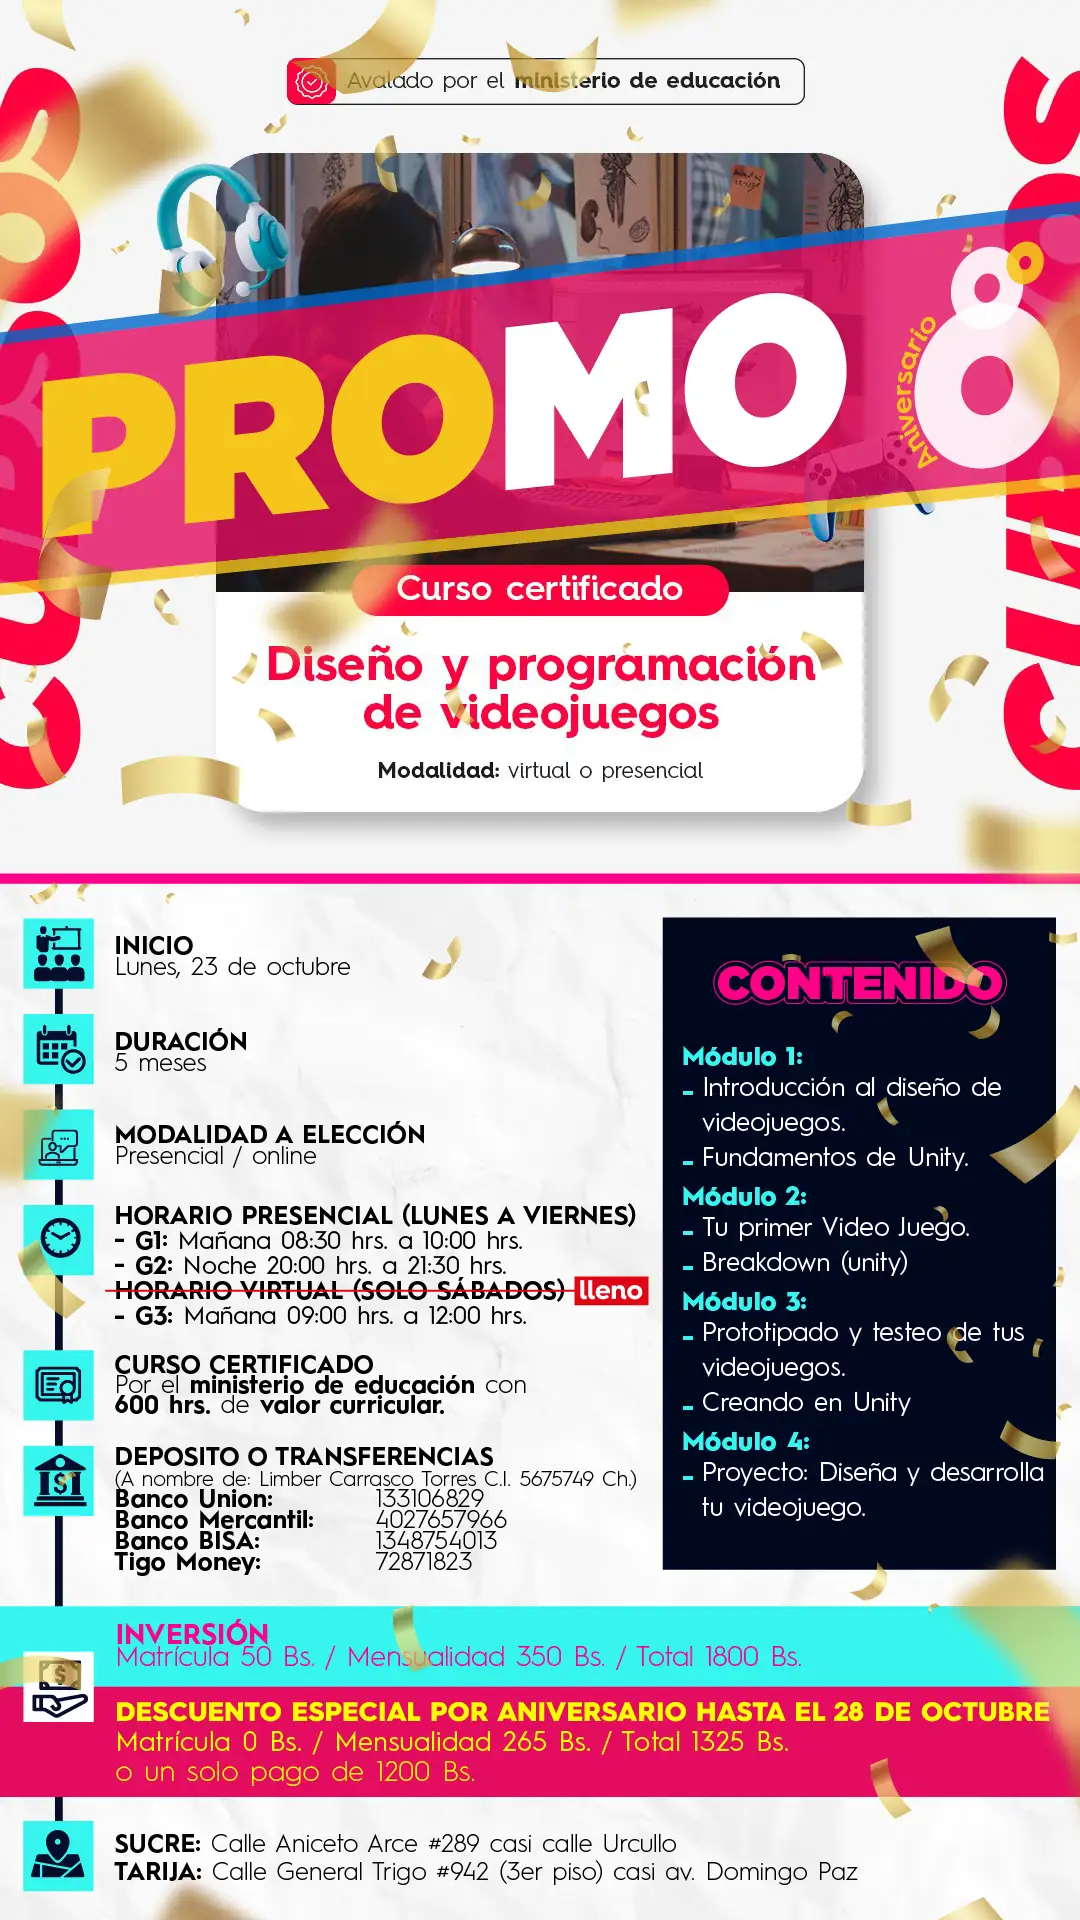 Avalado por el ministerio de educación
CURSOS
CURSOS
PROMO
Aniversario
8º
Curso certificado
Diseño y programación
de videojuegos
Modalidad: virtual o presencial
INICIO
Lunes, 23 de octubre
DURACIÓN
5 meses
MODALIDAD A ELECCIÓN
Presencial / online
HORARIO PRESENCIAL (LUNES A VIERNES)
- G1: Mañana 08:30 hrs. a 10:00 hrs.
- G2: Noche 20:00 hrs. a 21:30 hrs.
HORARIO VIRTUAL (SOLO SÁBADOS) lleno
- G3: Mañana 09:00 hrs. a 12:00 hrs.
CURSO CERTIFICADO
Por el ministerio de educación con
600 hrs. de valor curricular.
DEPOSITO O TRANSFERENCIAS
(A nombre de: Limber Carrasco Torres C.I. 5675749 Ch.)
Banco Union: 133106829
Banco Mercantil: 4027657966
Banco BISA: 1348754013
Tigo Money: 72871823
CONTENIDO
Módulo 1:
- Introducción al diseño de
videojuegos.
- Fundamentos de Unity.
Módulo 2:
- Tu primer Video Juego.
- Breakdown (unity)
Módulo 3:
- Prototipado y testeo de tus
videojuegos.
- Creando en Unity
Módulo 4:
- Proyecto: Diseña y desarrolla
tu videojuego.
INVERSIÓN
Matrícula 50 Bs. / Mensualidad 350 Bs. / Total 1800 Bs.
DESCUENTO ESPECIAL POR ANIVERSARIO HASTA EL 28 DE OCTUBRE
Matrícula 0 Bs. / Mensualidad 265 Bs. / Total 1325 Bs.
o un solo pago de 1200 Bs.
SUCRE: Calle Aniceto Arce #289 casi calle Urcullo
TARIJA: Calle General Trigo #942 (3er piso) casi av. Domingo Paz